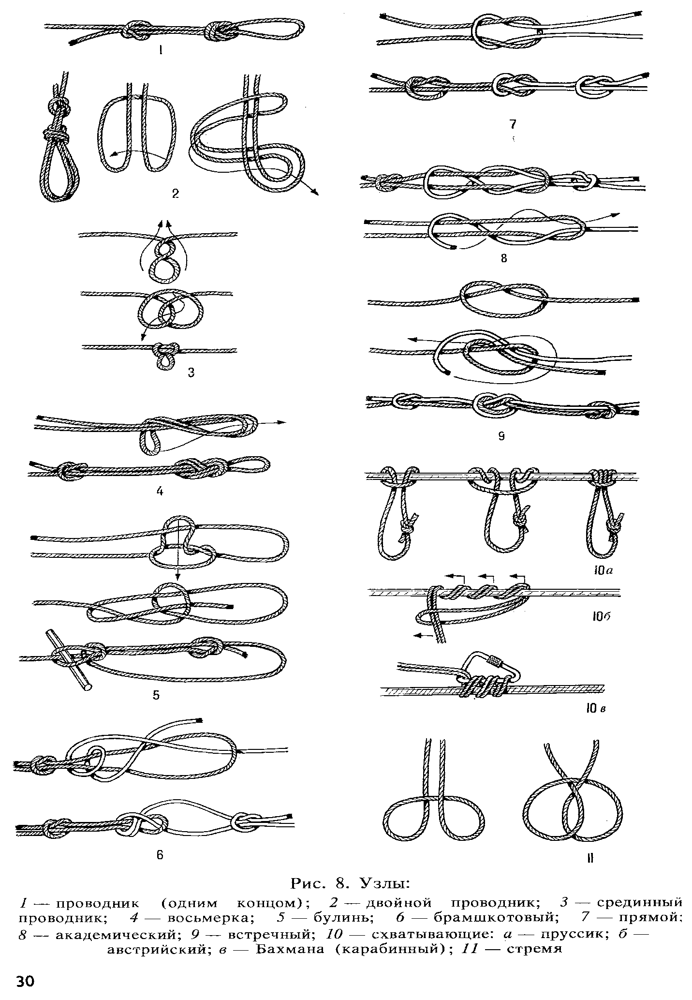 1
2
3
4
5
6
7
8
9
10а
10б
10 в
11
Рис. 8. Узлы:
1 — проводник (одним концом); 2 — двойной проводник; 3 — срединный
проводник; 4 — восьмерка; 5 — булинь; 6 — брамшкотовый; 7 — прямой;
8 — академический; 9 — встречный; 10 — схватывающие: а — пруссик; б —
австрийский; в — Бахмана (карабинный); 11 — стремя
30